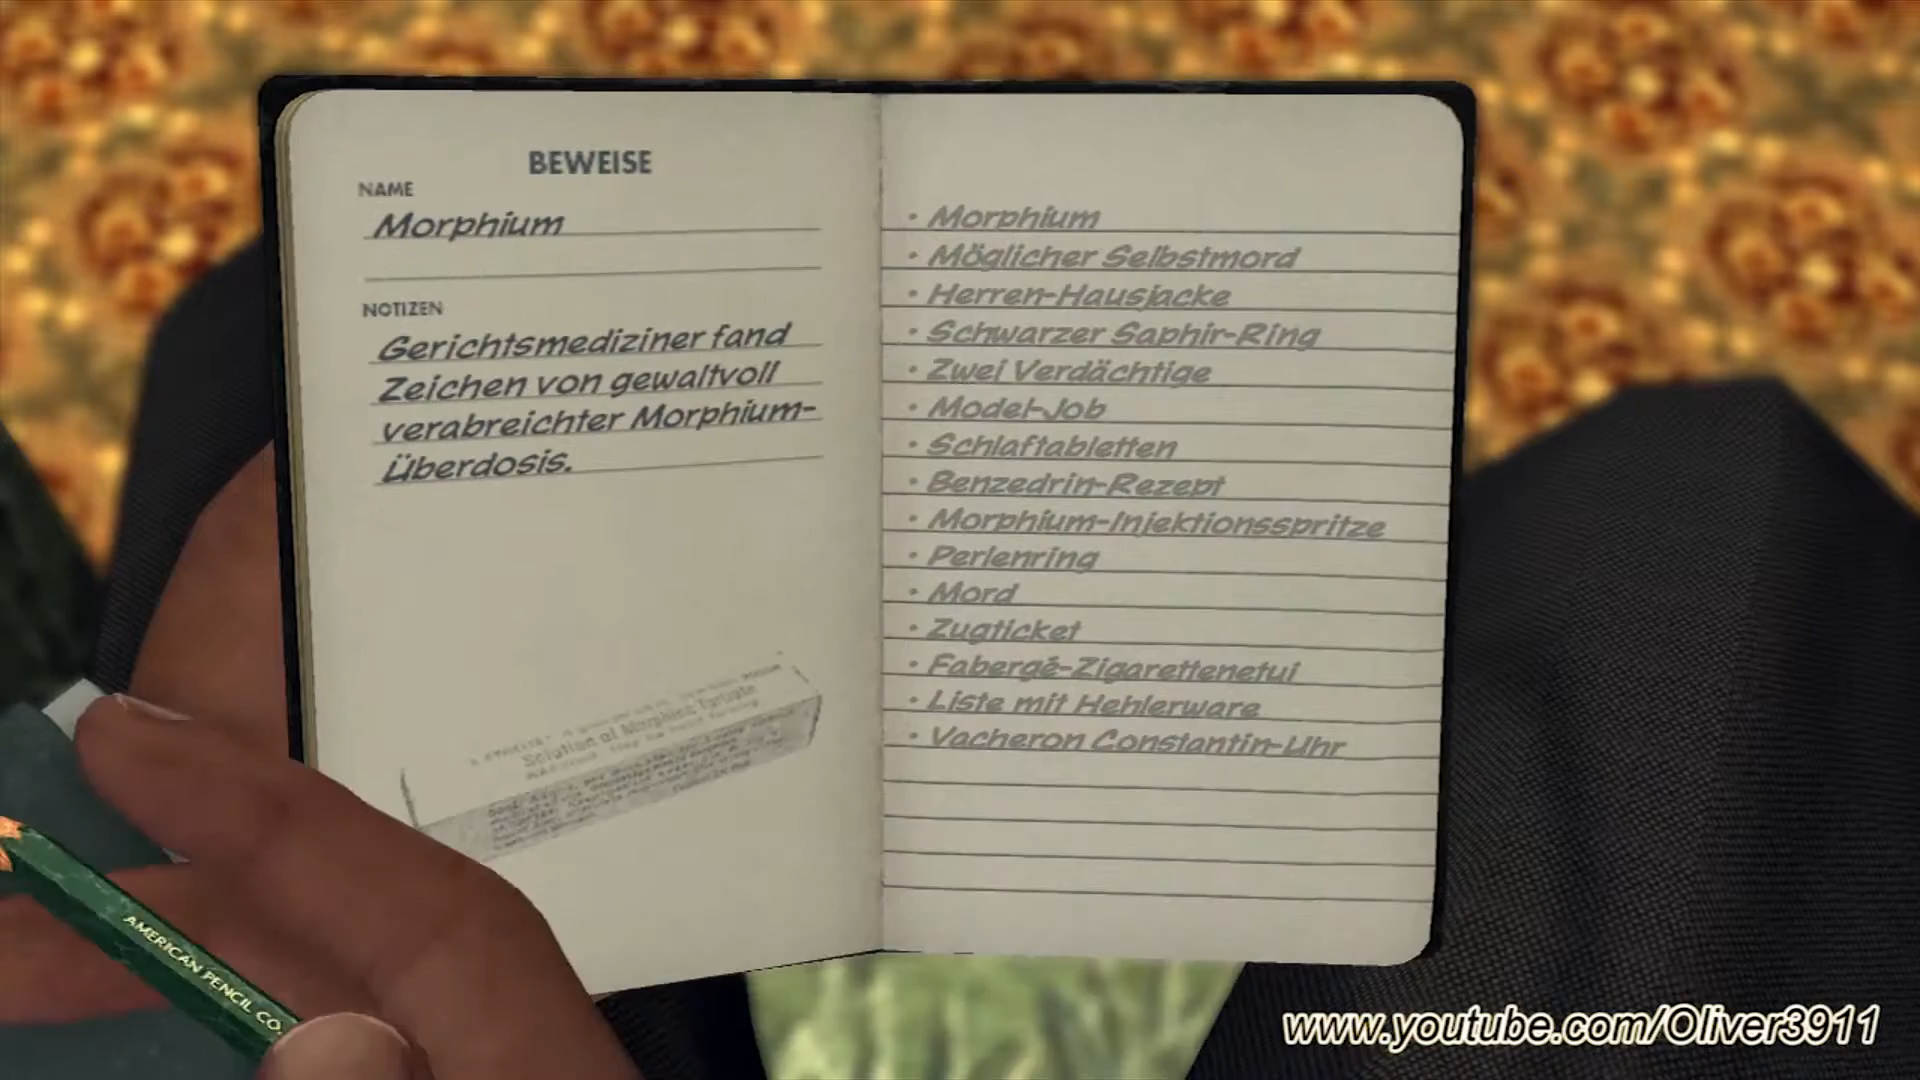 BEWEISE
NAME
Morphium
NOTIZEN
Gerichtsmediziner fand
Zeichen von gewaltvoll
verabreichter Morphium-
Überdosis.
Solution of Morphine Tartrate
WARNING
• Morphium
• Möglicher Selbstmord
• Herren-Hausjacke
• Schwarzer Saphir-Ring
• Zwei Verdächtige
• Model-Job
• Schlaftabletten
• Benzedrin-Rezept
• Morphium-Injektionsspritze
• Perlenring
• Mord
• Zugticket
• Fabergé-Zigarettenetui
• Liste mit Hehlerware
• Vacheron Constantin-Uhr
AMERICAN PENCIL CO.
www.youtube.com/Oliver3911